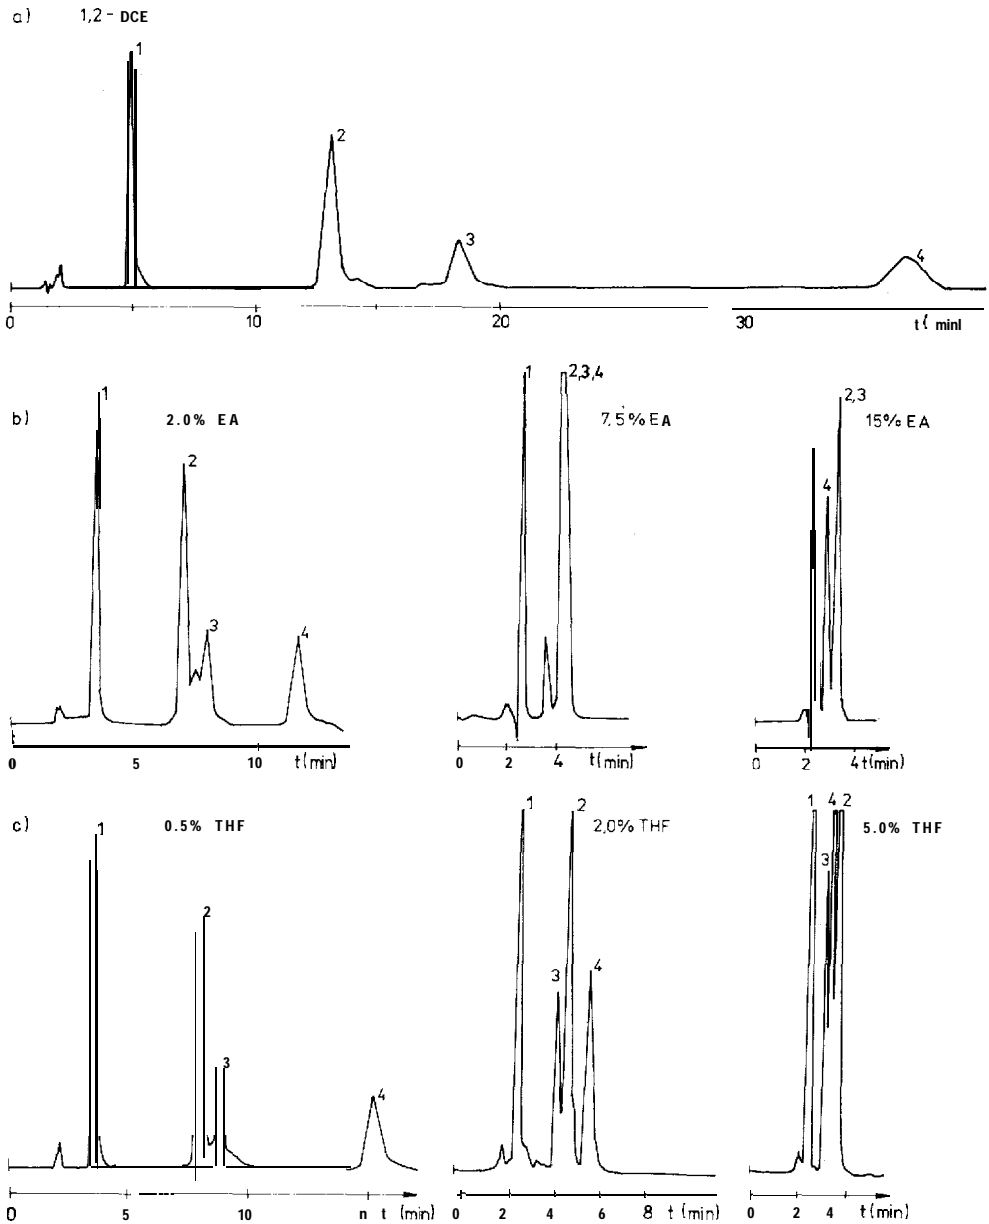 a) 1,2 - DCE
1
2
3
4
0 10 20 30 t( minl
b) 2.0% EA
1
2
3
4
0 5 10 t(min)
7,5% EA
1
2,3,4
0 2 4 t(min)
15% EA
4
2,3
0 2 4 t(min)
c) 0.5% THF
1
2
3
4
0 5 10 n t (min)
2,0% THF
1
2
3
4
0 2 4 6 8 t (min)
5.0% THF
1 4 2
3
0 2 4 t(min)